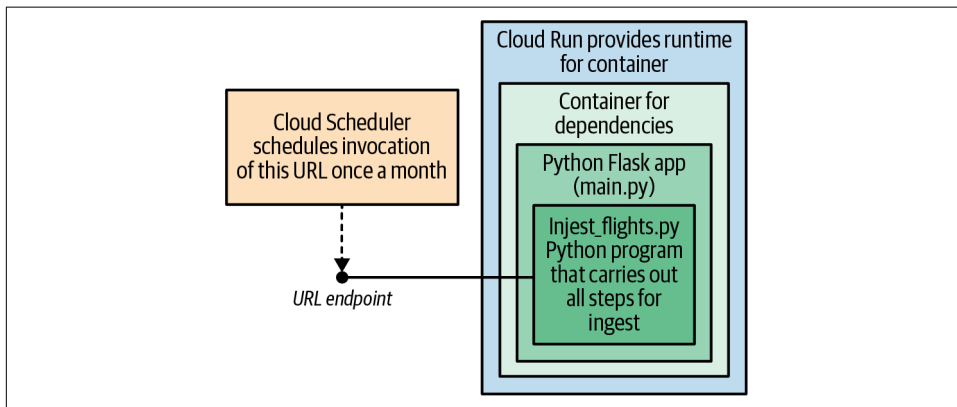 Cloud Run provides runtime
for container
Container for
dependencies
Cloud Scheduler
schedules invocation
of this URL once a month
Python Flask app
(main.py)
Injest_flights.py
Python program
that carries out
all steps for
ingest
URL endpoint